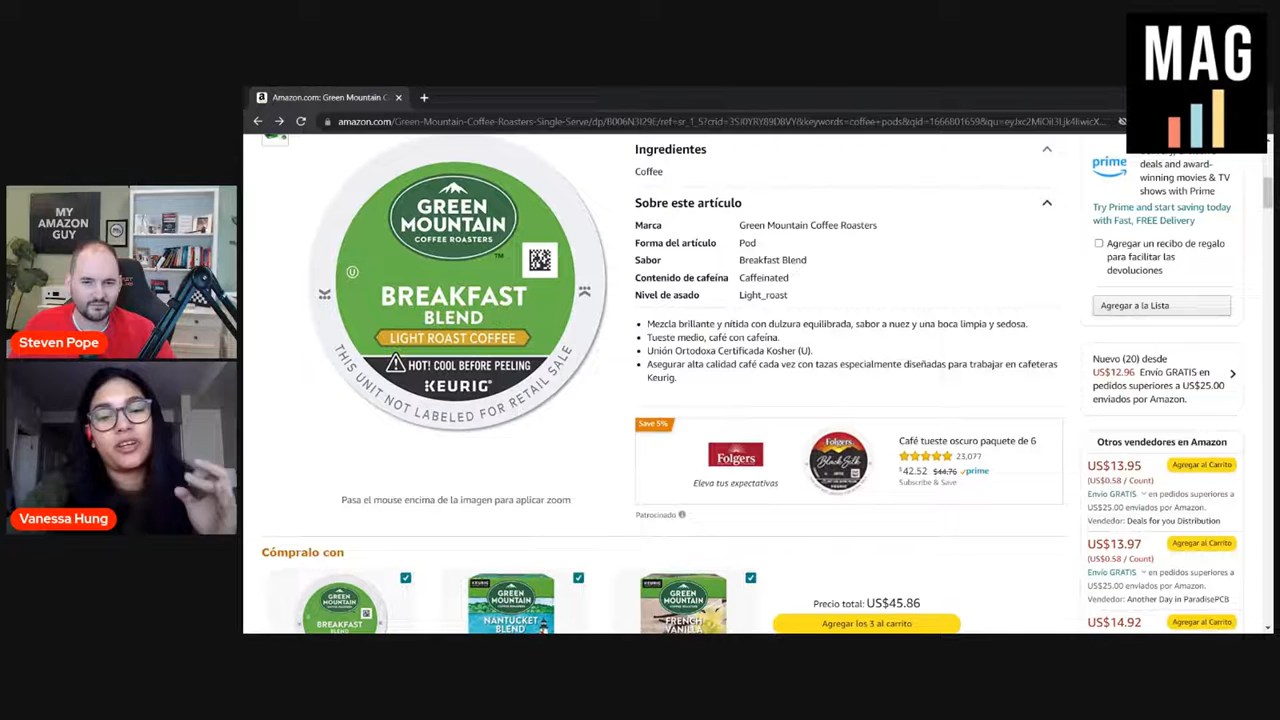 MAG
Amazon.com: Green Mountain C
amazon.com/Green-Mountain-Coffee-Roasters-Single-Serve/dp/B006N3I29E/ref=sr_1_5?crid=
MY
AMAZON
GUY
Steven Pope
Vanessa Hung
GREEN
MOUNTAIN
COFFEE ROASTERS
BREAKFAST
BLEND
LIGHT ROAST COFFEE
HOT! COOL BEFORE PEELING
KEURIG
THIS UNIT NOT LABELED FOR RETAIL SALE
Pasa el mouse encima de la imagen para aplicar zoom
Ingredientes
Coffee
Sobre este artículo
Marca Green Mountain Coffee Roasters
Forma del artículo Pod
Sabor Breakfast Blend
Contenido de cafeína Caffeinated
Nivel de asado Light_roast
Mezcla brillante y nítida con dulzura equilibrada, sabor a nuez y una boca limpia y sedosa.
Tueste medio, café con cafeína.
Unión Ortodoxa Certificada Kosher (U).
Asegurar alta calidad café cada vez con tazas especialmente diseñadas para trabajar en cafeteras
Keurig.
Save 5%
Folgers
Eleva tus expectativas
Folgers
Black Silk
Café tueste oscuro paquete de 6
23,077
$42.52 $44.76 prime
Subscribe & Save
Patrocinado
Cómpralo con
GREEN
MOUNTAIN
BREAKFAST
KEURIG
GREEN
MOUNTAIN
NANTUCKET
BLEND
KEURIG
GREEN
MOUNTAIN
FRENCH
VANILLA
Precio total: US$45.86
Agregar los 3 al carrito
prime
deals and award-
winning movies & TV
shows with Prime
Try Prime and start saving today
with Fast, FREE Delivery
Agregar un recibo de regalo
para facilitar las
devoluciones
Agregar a la Lista
Nuevo (20) desde
US$12.96 Envío GRATIS en
pedidos superiores a US$25.00
enviados por Amazon.
Otros vendedores en Amazon
US$13.95 Agregar al Carrito
(US$0.58 / Count)
Envío GRATIS en pedidos superiores a
US$25.00 enviados por Amazon.
Vendedor: Deals for you Distribution
US$13.97 Agregar al Carrito
(US$0.58 / Count)
Envío GRATIS en pedidos superiores a
US$25.00 enviados por Amazon.
Vendedor: Another Day in ParadisePCB
US$14.92 Agregar al Carrito